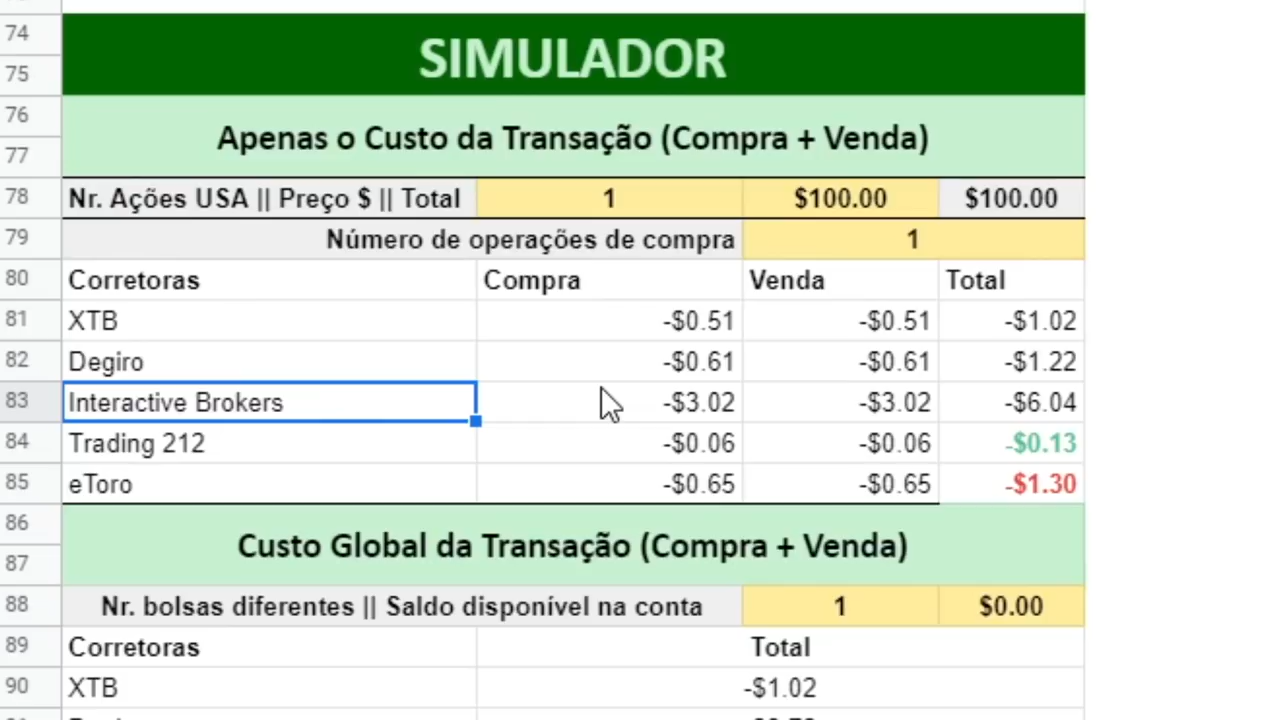 74
SIMULADOR
75
76
Apenas o Custo da Transação (Compra + Venda)
77
78 Nr. Ações USA || Preço $ || Total 1 $100.00 $100.00
79 Número de operações de compra 1
80 Corretoras Compra Venda Total
81 XTB -$0.51 -$0.51 -$1.02
82 Degiro -$0.61 -$0.61 -$1.22
83 Interactive Brokers -$3.02 -$3.02 -$6.04
84 Trading 212 -$0.06 -$0.06 -$0.13
85 eToro -$0.65 -$0.65 -$1.30
86
Custo Global da Transação (Compra + Venda)
87
88 Nr. bolsas diferentes || Saldo disponível na conta 1 $0.00
89 Corretoras Total
90 XTB -$1.02